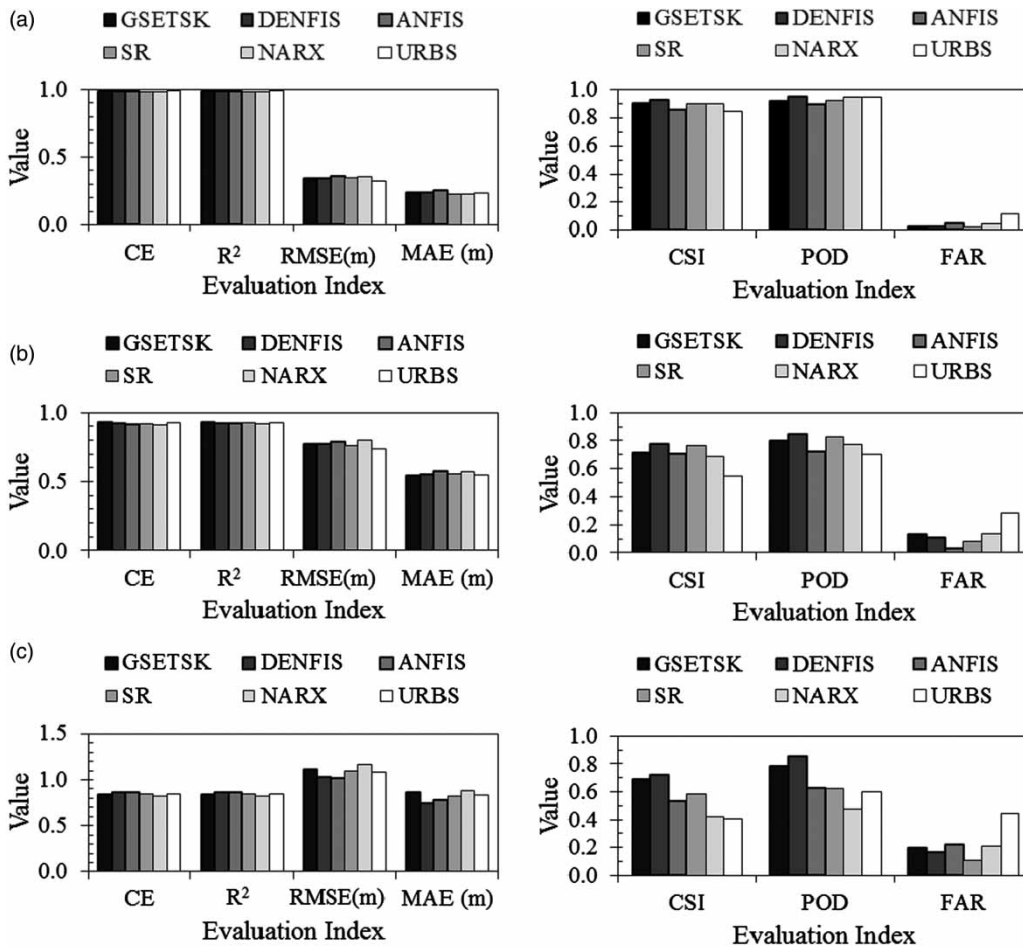 (a)
GSETSK DENFIS ANFIS
SR NARX URBS
Value
1.0
0.5
0.0
CE R² RMSE(m) MAE (m)
Evaluation Index
GSETSK DENFIS ANFIS
SR NARX URBS
Value
1.0
0.8
0.6
0.4
0.2
0.0
CSI POD FAR
Evaluation Index
(b)
GSETSK DENFIS ANFIS
SR NARX URBS
Value
1.0
0.5
0.0
CE R² RMSE(m) MAE (m)
Evaluation Index
GSETSK DENFIS ANFIS
SR NARX URBS
Value
1.0
0.8
0.6
0.4
0.2
0.0
CSI POD FAR
Evaluation Index
(c)
GSETSK DENFIS ANFIS
SR NARX URBS
Value
1.5
1.0
0.5
0.0
CE R² RMSE(m) MAE (m)
Evaluation Index
GSETSK DENFIS ANFIS
SR NARX URBS
Value
1.0
0.8
0.6
0.4
0.2
0.0
CSI POD FAR
Evaluation Index